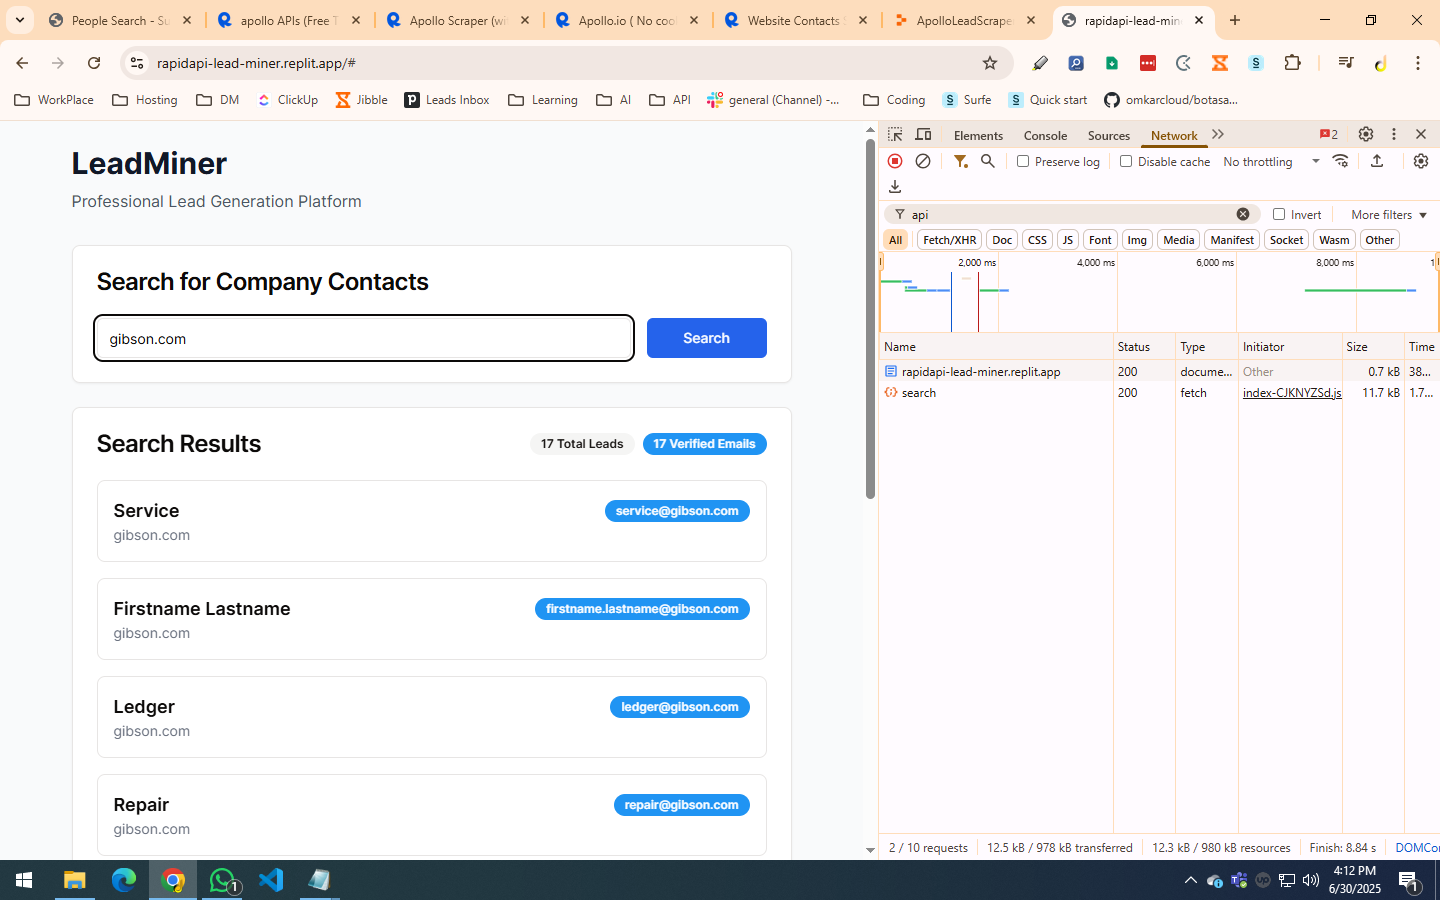 People Search - Su
apollo APIs (Free T
Apollo Scraper (wi
Apollo.io ( No coo
Website Contacts S
ApolloLeadScrape
rapidapi-lead-min
rapidapi-lead-miner.replit.app/#
WorkPlace
Hosting
DM
ClickUp
Jibble
Leads Inbox
Learning
AI
API
general (Channel) -...
Coding
Surfe
Quick start
omkarcloud/botasa...
LeadMiner
Professional Lead Generation Platform
Search for Company Contacts
gibson.com
Search
Search Results
17 Total Leads
17 Verified Emails
Service
service@gibson.com
gibson.com
Firstname Lastname
firstname.lastname@gibson.com
gibson.com
Ledger
ledger@gibson.com
gibson.com
Repair
repair@gibson.com
gibson.com
Elements
Console
Sources
Network
2
Preserve log
Disable cache
No throttling
api
Invert
More filters
All
Fetch/XHR
Doc
CSS
JS
Font
Img
Media
Manifest
Socket
Wasm
Other
2,000 ms
4,000 ms
6,000 ms
8,000 ms
1
Name Status Type Initiator Size Time
rapidapi-lead-miner.replit.app 200 docume... Other 0.7 kB 38...
search 200 fetch index-CJKNYZSd.js 11.7 kB 1.7...
2 / 10 requests
12.5 kB / 978 kB transferred
12.3 kB / 980 kB resources
Finish: 8.84 s
DOMCor
1
4:12 PM
6/30/2025
1